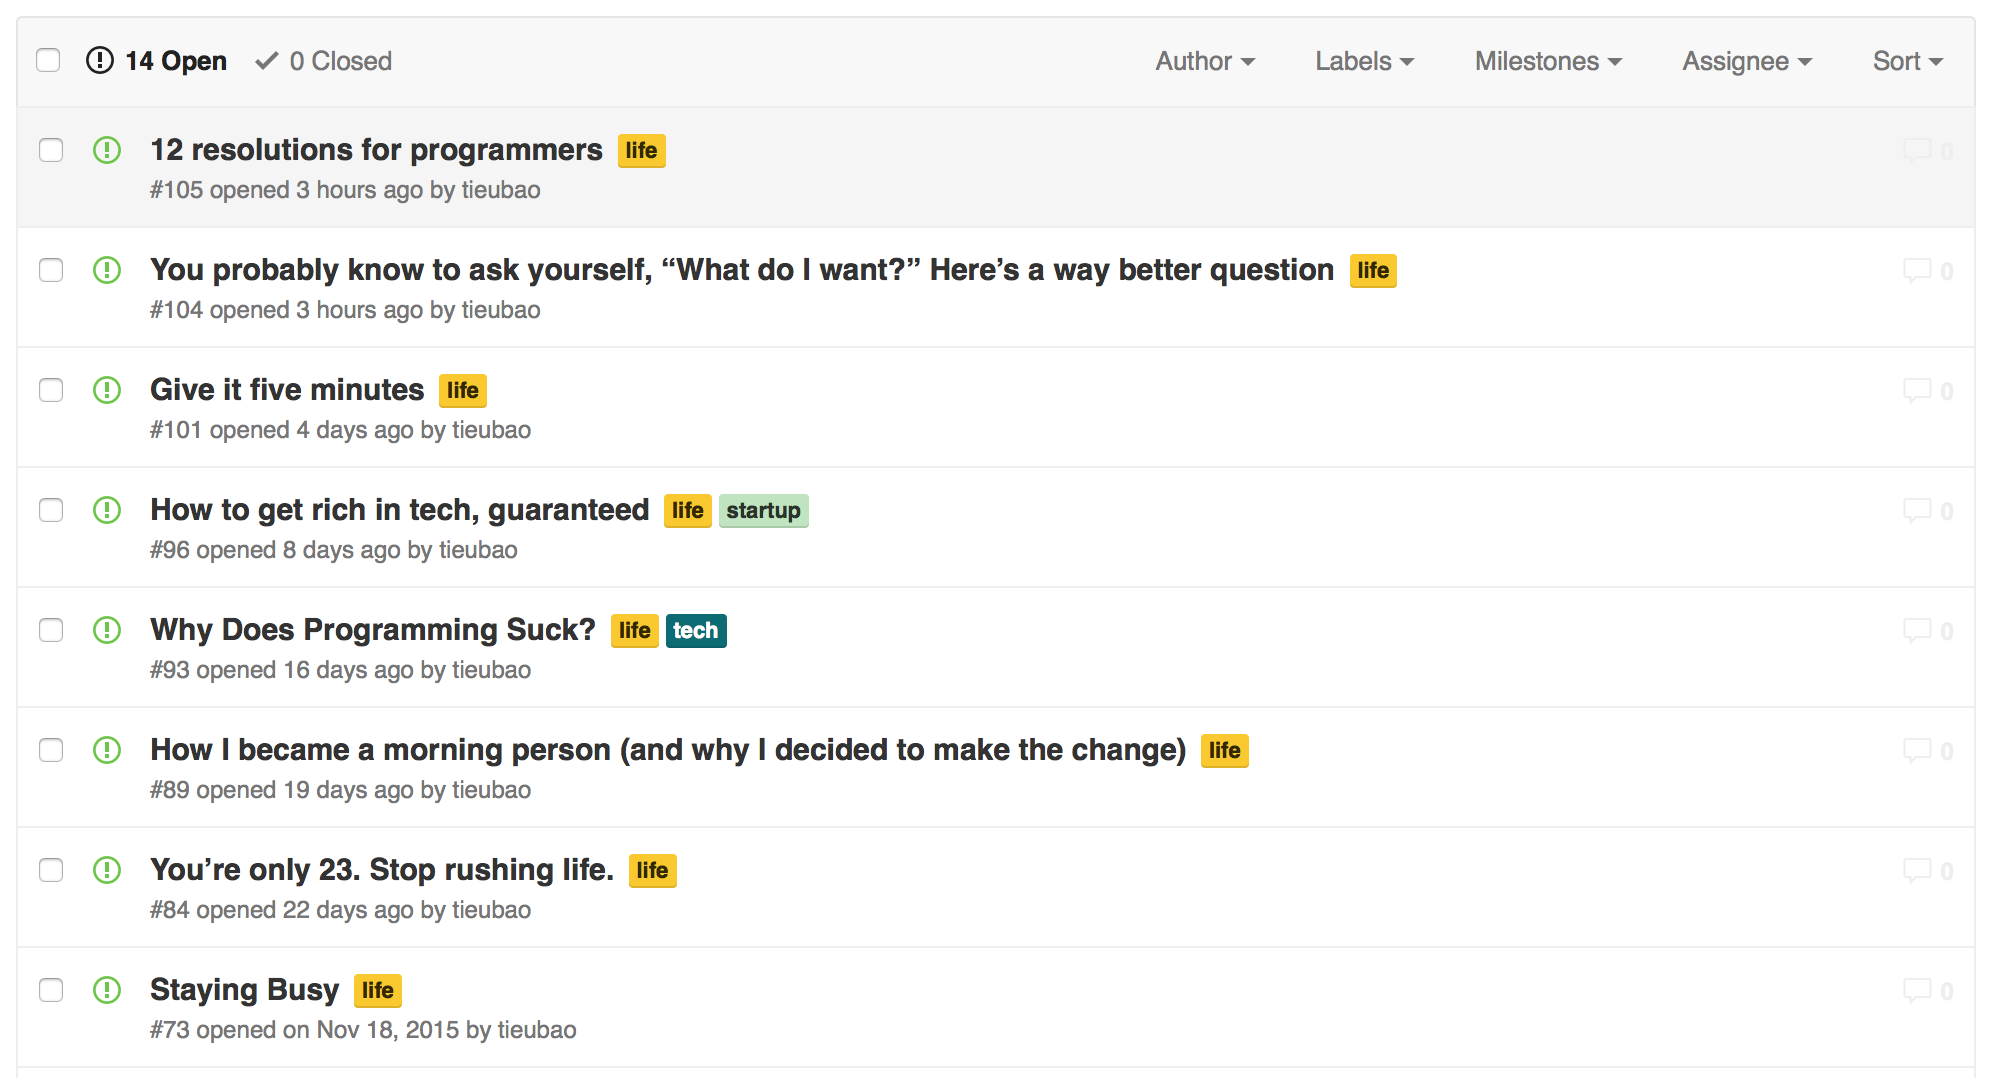 14 Open 0 Closed Author Labels Milestones Assignee Sort
12 resolutions for programmers life 0
#105 opened 3 hours ago by tieubao
You probably know to ask yourself, “What do I want?” Here’s a way better question life 0
#104 opened 3 hours ago by tieubao
Give it five minutes life 0
#101 opened 4 days ago by tieubao
How to get rich in tech, guaranteed life startup 0
#96 opened 8 days ago by tieubao
Why Does Programming Suck? life tech 0
#93 opened 16 days ago by tieubao
How I became a morning person (and why I decided to make the change) life 0
#89 opened 19 days ago by tieubao
You’re only 23. Stop rushing life. life 0
#84 opened 22 days ago by tieubao
Staying Busy life 0
#73 opened on Nov 18, 2015 by tieubao